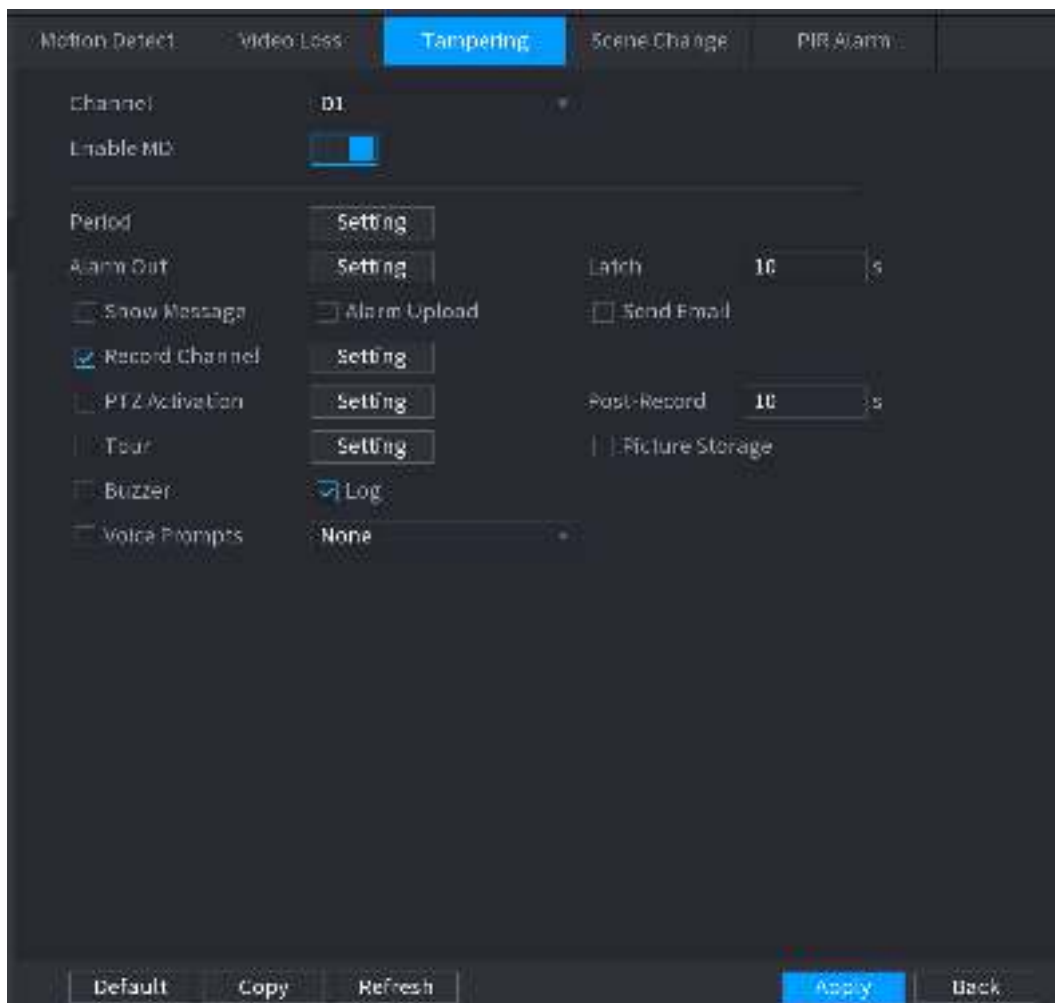 Motion Detect Video Loss Tampering Scene Change PIR Alarm
Channel D1
Enable MD
Period Setting
Alarm Out Setting Latch 10 s
Show Message Alarm Upload Send Email
Record Channel Setting
PTZ Activation Setting Post-Record 10 s
Tour Setting Picture Storage
Buzzer Log
Voice Prompts None
Default Copy Refresh Apply Back